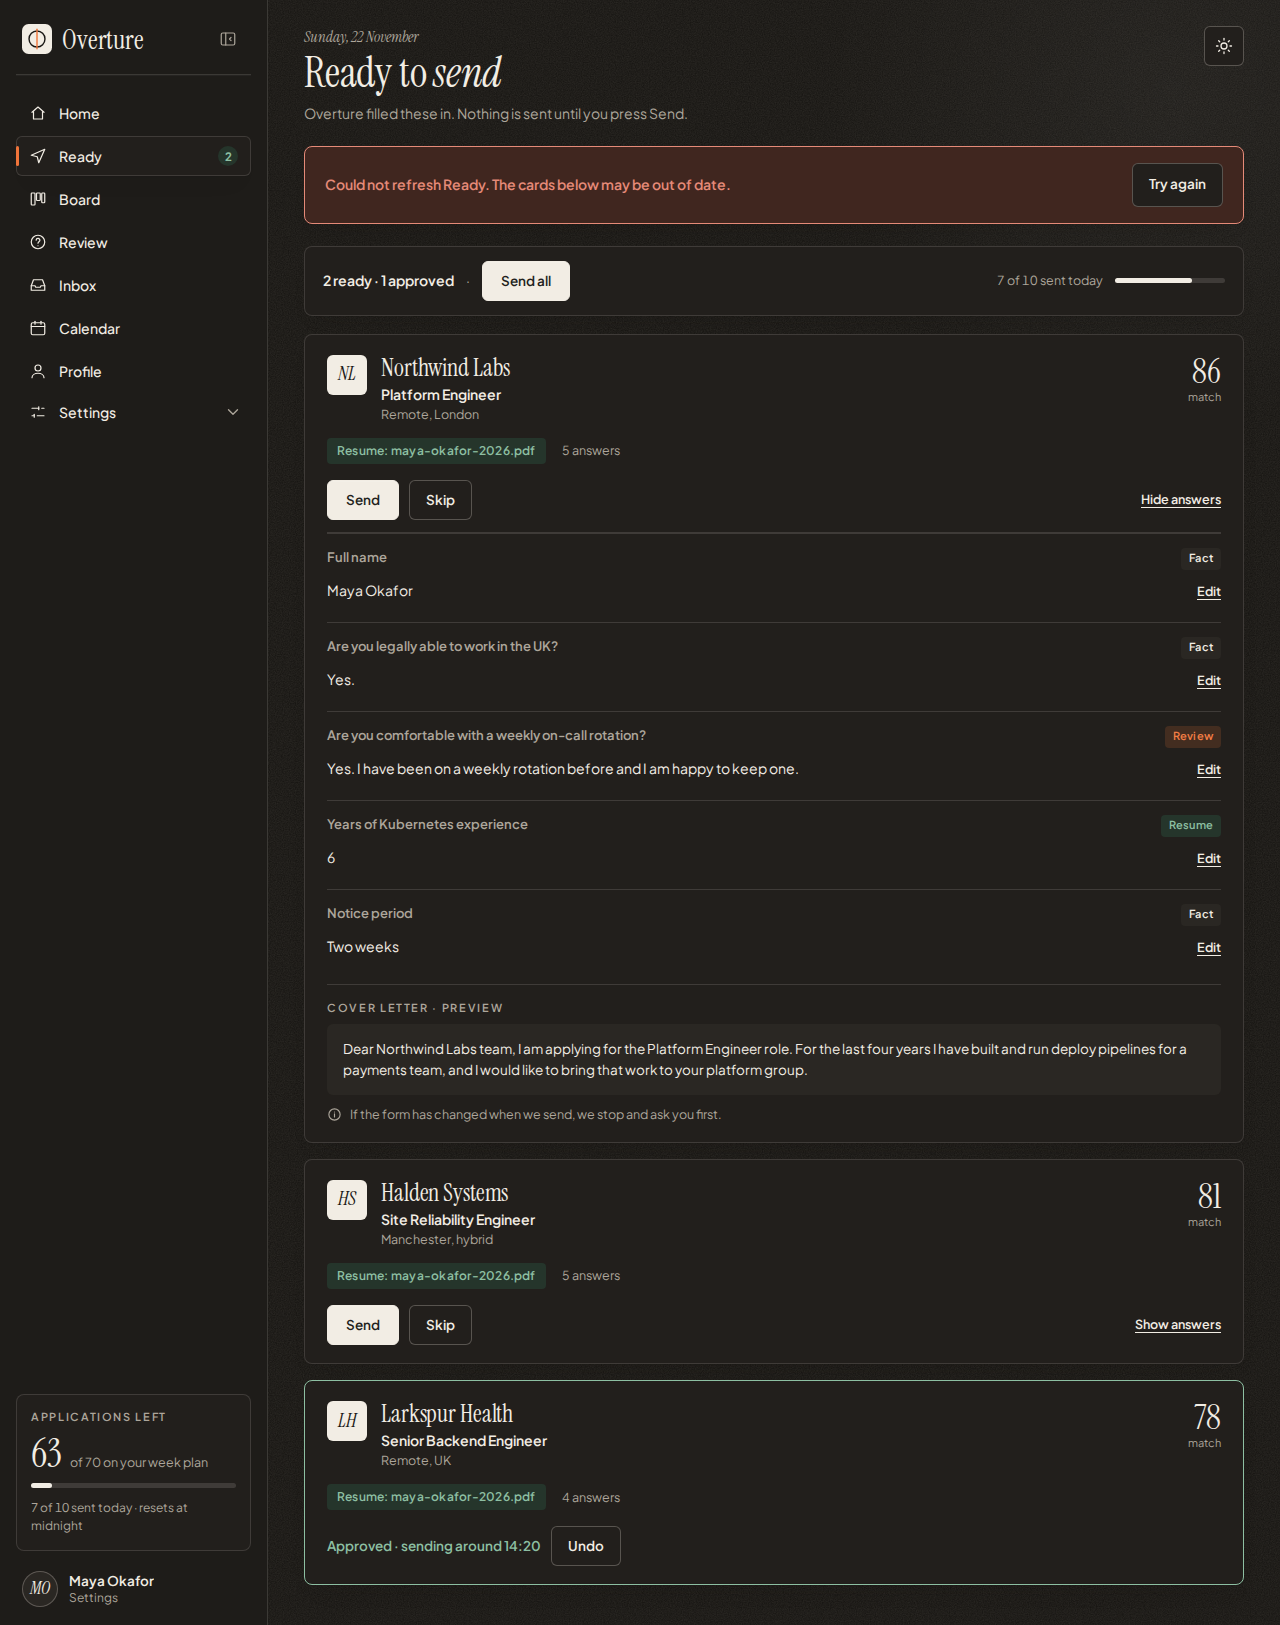 Overture
Home
Ready
2
Board
Review
Inbox
Calendar
Profile
Settings
APPLICATIONS LEFT
63 of 70 on your week plan
7 of 10 sent today · resets at
midnight
MO
Maya Okafor
Settings
Sunday, 22 November
Ready to send
Overture filled these in. Nothing is sent until you press Send.
Could not refresh Ready. The cards below may be out of date.
Try again
2 ready · 1 approved ·
Send all
7 of 10 sent today
NL
Northwind Labs
Platform Engineer
Remote, London
86
match
Resume: maya-okafor-2026.pdf
5 answers
Send
Skip
Hide answers
Full name
Fact
Maya Okafor
Edit
Are you legally able to work in the UK?
Fact
Yes.
Edit
Are you comfortable with a weekly on-call rotation?
Review
Yes. I have been on a weekly rotation before and I am happy to keep one.
Edit
Years of Kubernetes experience
Resume
6
Edit
Notice period
Fact
Two weeks
Edit
COVER LETTER · PREVIEW
Dear Northwind Labs team, I am applying for the Platform Engineer role. For the last four years I have built and run deploy pipelines for a
payments team, and I would like to bring that work to your platform group.
If the form has changed when we send, we stop and ask you first.
HS
Halden Systems
Site Reliability Engineer
Manchester, hybrid
81
match
Resume: maya-okafor-2026.pdf
5 answers
Send
Skip
Show answers
LH
Larkspur Health
Senior Backend Engineer
Remote, UK
78
match
Resume: maya-okafor-2026.pdf
4 answers
Approved · sending around 14:20
Undo